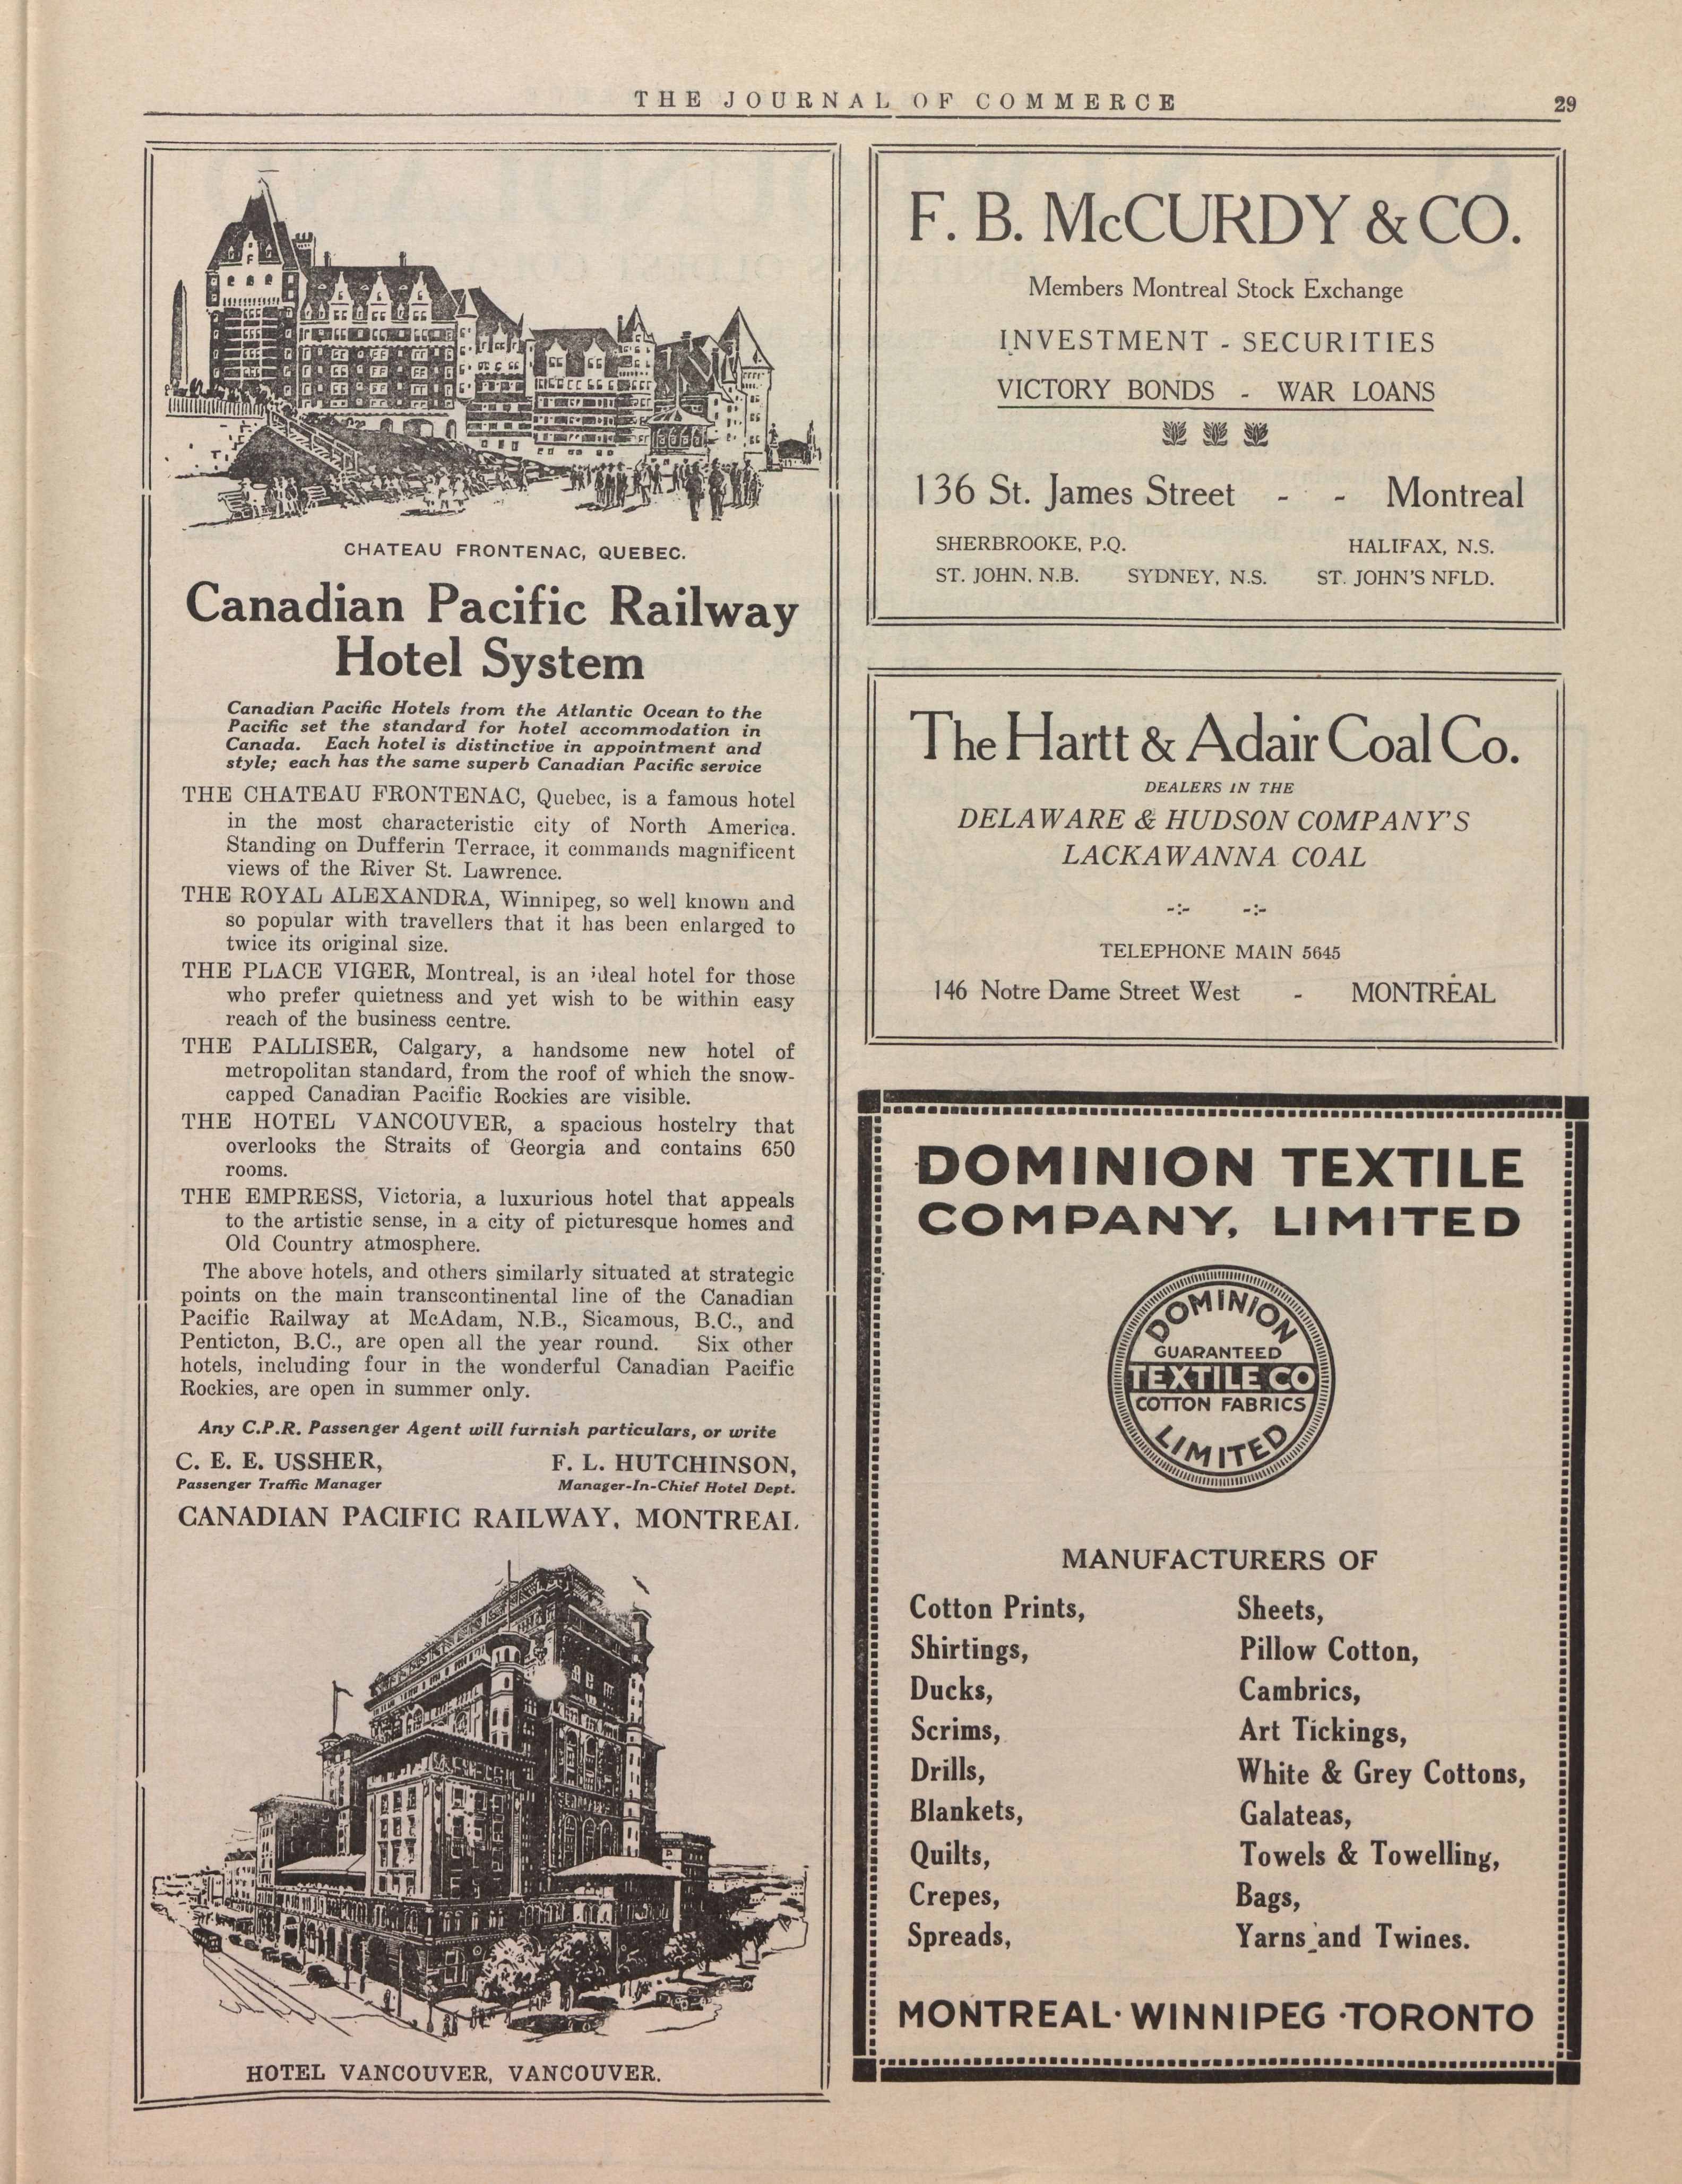 THE JOURNAL OF COMMERCE 29
CHATEAU FRONTENAC, QUEBEC.
Canadian Pacific Railway
Hotel System
Canadian Pacific Hotels from the Atlantic Ocean to the
Pacific set the standard for hotel accommodation in
Canada. Each hotel is distinctive in appointment and
style; each has the same superb Canadian Pacific service
THE CHATEAU FRONTENAC, Quebec, is a famous hotel
in the most characteristic city of North America.
Standing on Dufferin Terrace, it commands magnificent
views of the River St. Lawrence.
THE ROYAL ALEXANDRA, Winnipeg, so well known and
so popular with travellers that it has been enlarged to
twice its original size.
THE PLACE VIGER, Montreal, is an ideal hotel for those
who prefer quietness and yet wish to be within easy
reach of the business centre.
THE PALLISER, Calgary, a handsome new hotel of
metropolitan standard, from the roof of which the snow-
capped Canadian Pacific Rockies are visible.
THE HOTEL VANCOUVER, a spacious hostelry that
overlooks the Straits of Georgia and contains 650
rooms.
THE EMPRESS, Victoria, a luxurious hotel that appeals
to the artistic sense, in a city of picturesque homes and
Old Country atmosphere.
The above hotels, and others similarly situated at strategic
points on the main transcontinental line of the Canadian
Pacific Railway at McAdam, N.B., Sicamous, B.C., and
Penticton, B.C., are open all the year round. Six other
hotels, including four in the wonderful Canadian Pacific
Rockies, are open in summer only.
Any C.P.R. Passenger Agent will furnish particulars, or write
C. E. E. USSHER, F. L. HUTCHINSON,
Passenger Traffic Manager Manager-In-Chief Hotel Dept.
CANADIAN PACIFIC RAILWAY, MONTREAL
HOTEL VANCOUVER, VANCOUVER.
F. B. McCURDY & CO.
Members Montreal Stock Exchange
INVESTMENT - SECURITIES
VICTORY BONDS - WAR LOANS
136 St. James Street - - Montreal
SHERBROOKE, P.Q. HALIFAX, N.S.
ST. JOHN, N.B. SYDNEY, N.S. ST. JOHN'S NFLD.
The Hartt & Adair Coal Co.
DEALERS IN THE
DELAWARE & HUDSON COMPANY'S
LACKAWANNA COAL
-:- -:-
TELEPHONE MAIN 5645
146 Notre Dame Street West - MONTREAL
DOMINION TEXTILE
COMPANY, LIMITED
DOMINION
GUARANTEED
TEXTILE CO
COTTON FABRICS
LIMITED
MANUFACTURERS OF
Cotton Prints, Sheets,
Shirtings, Pillow Cotton,
Ducks, Cambrics,
Scrims, Art Tickings,
Drills, White & Grey Cottons,
Blankets, Galateas,
Quilts, Towels & Towelling,
Crepes, Bags,
Spreads, Yarns and Twines.
MONTREAL · WINNIPEG · TORONTO